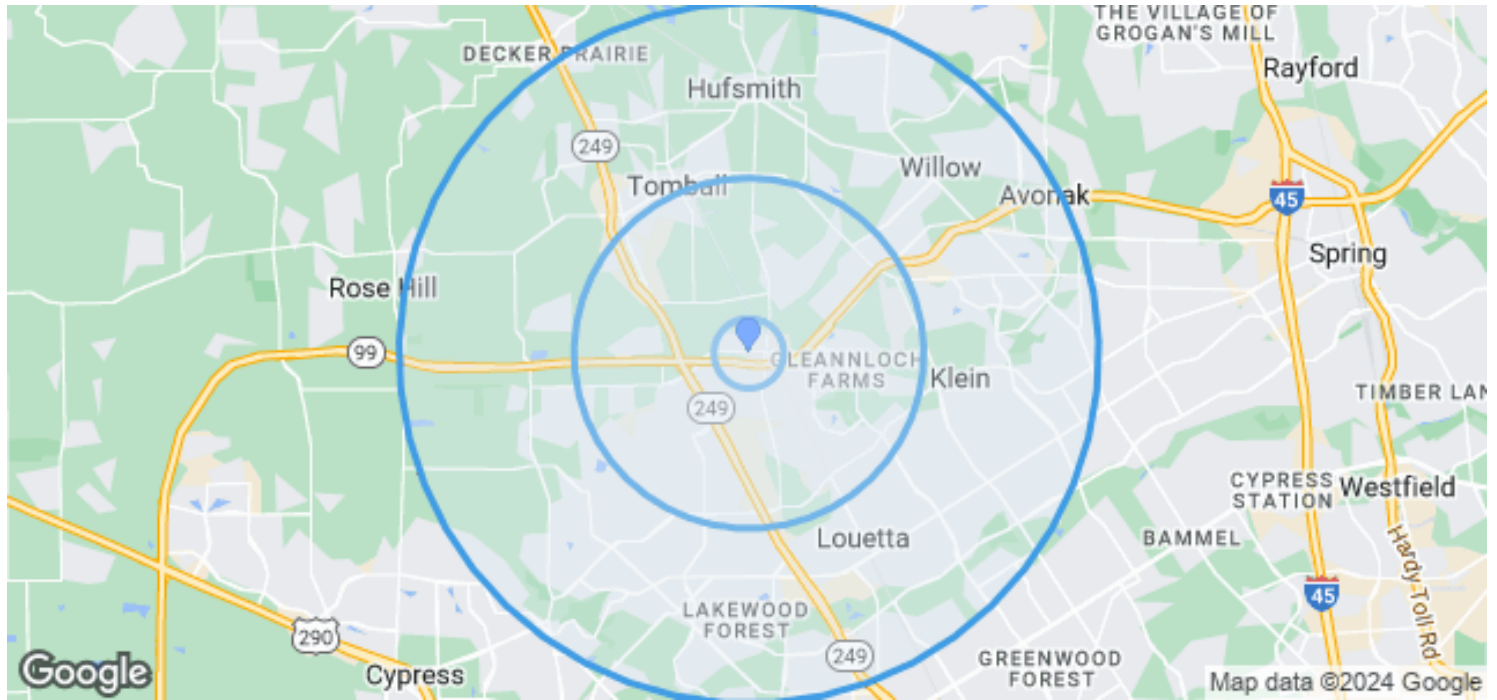 THE VILLAGE OF
GROGAN'S MILL
DECKER PRAIRIE
Rayford
Hufsmith
249
Willow
Tomball
Avonak
45
Spring
Rose Hill
99
GLEANNLOCH
FARMS
Klein
TIMBER LAN
249
CYPRESS
STATION
Westfield
Louetta
BAMMEL
Hardy Toll Rd
45
LAKEWOOD
FOREST
290
249
GREENWOOD
FOREST
Cypress
Google
Map data ©2024 Google